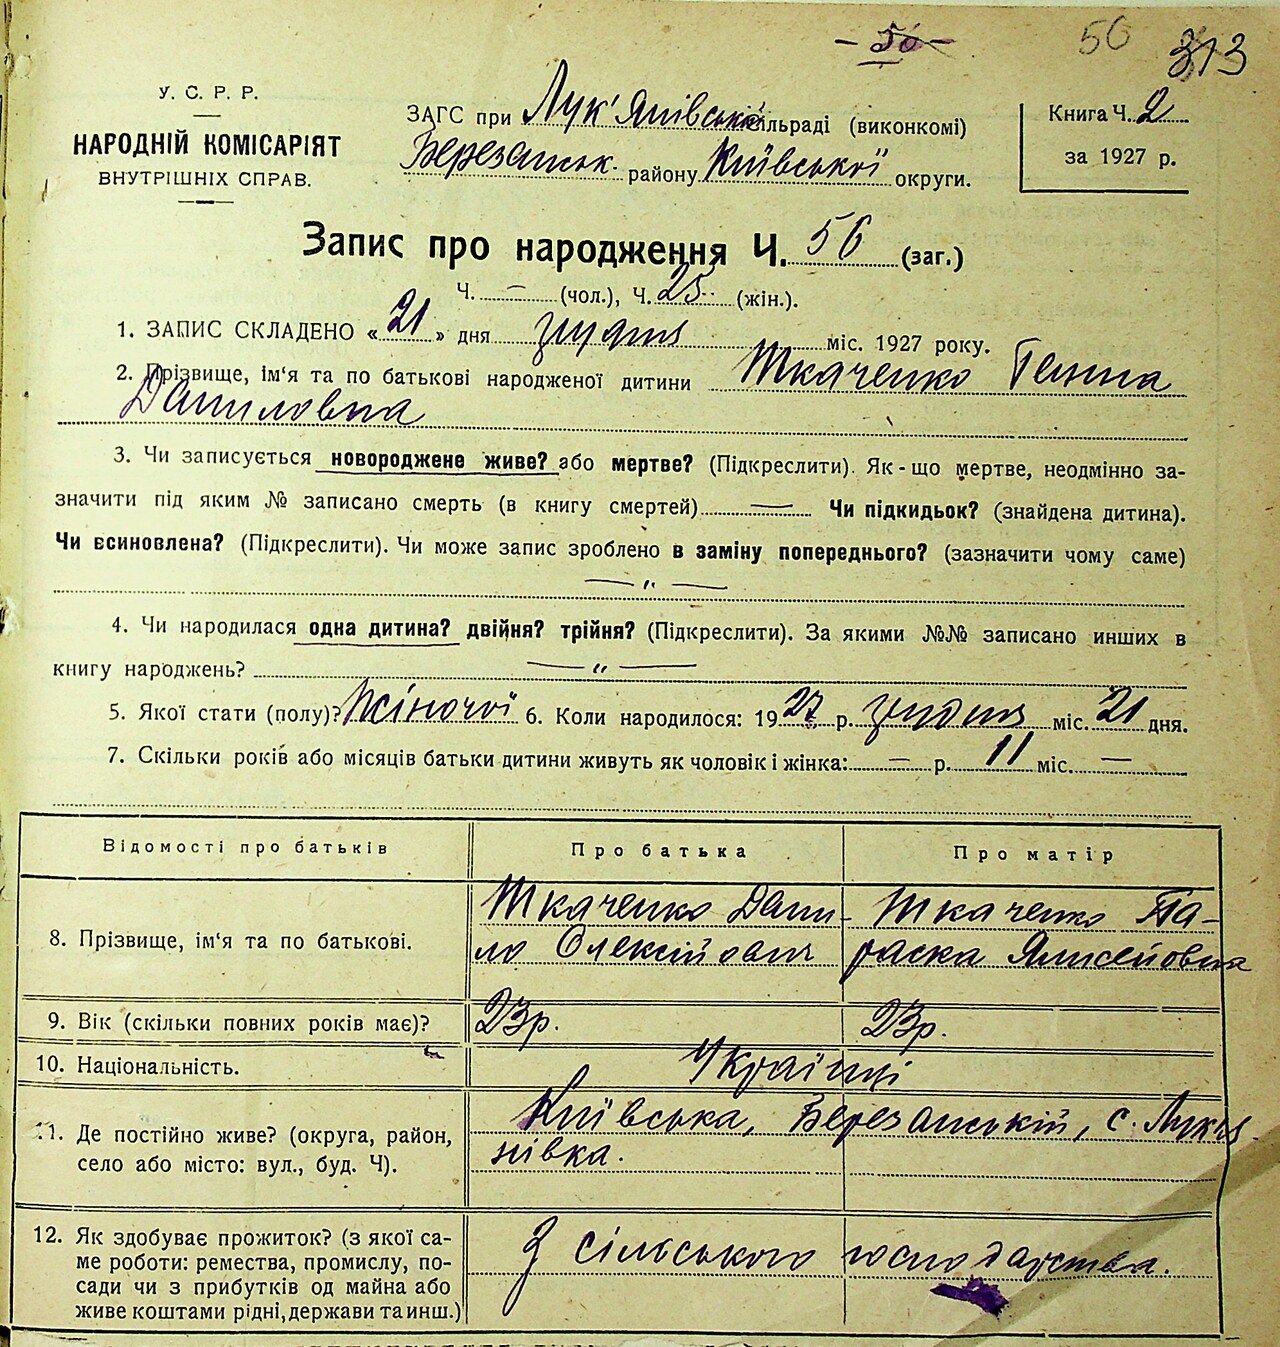 - 56 -
56
313
У. С. Р. Р.
НАРОДНІЙ КОМІСАРІЯТ
ВНУТРІШНІХ СПРАВ.
ЗАГС при Лук'янівській сільраді (виконкомі)
Березанськ. району Київської округи.
Книга Ч. 2
за 1927 р.
Запис про народження Ч. 56 (заг.)
Ч. — (чол.), Ч. 25 (жін.).
1. ЗАПИС СКЛАДЕНО «21» дня грудня міс. 1927 року.
2. Прізвище, ім'я та по батькові народженої дитини Ткаченко Ганна
Даниловна
3. Чи записується новороджене живе? або мертве? (Підкреслити). Як-що мертве, неодмінно за-
значити під яким № записано смерть (в книгу смертей) — Чи підкидьок? (знайдена дитина).
Чи всиновлена? (Підкреслити). Чи може запис зроблено в заміну попереднього? (зазначити чому саме)
— " —
4. Чи народилася одна дитина? двійня? трійня? (Підкреслити). За якими №№ записано инших в
книгу народжень? — " —
5. Якої стати (полу)? Жіночої 6. Коли народилося: 1927 р. грудня міс. 21 дня.
7. Скільки років або місяців батьки дитини живуть як чоловік і жінка: — р. 11 міс. —
Відомості про батьків
Про батька
Про матір
8. Прізвище, ім'я та по батькові.
Ткаченко Дани-
ло Олексійович
Ткаченко Па-
раска
9. Вік (скільки повних років має)?
23р.
23р.
10. Національність.
Українці
11. Де постійно живе? (округа, район,
село або місто: вул., буд. Ч).
Київська, Березанський, с. Лукья-
нівка.
12. Як здобуває прожиток? (з якої са-
ме роботи: ремества, промислу, по-
сади чи з прибутків од майна або
живе коштами рідні, держави та инш.)
З сільського господарства.